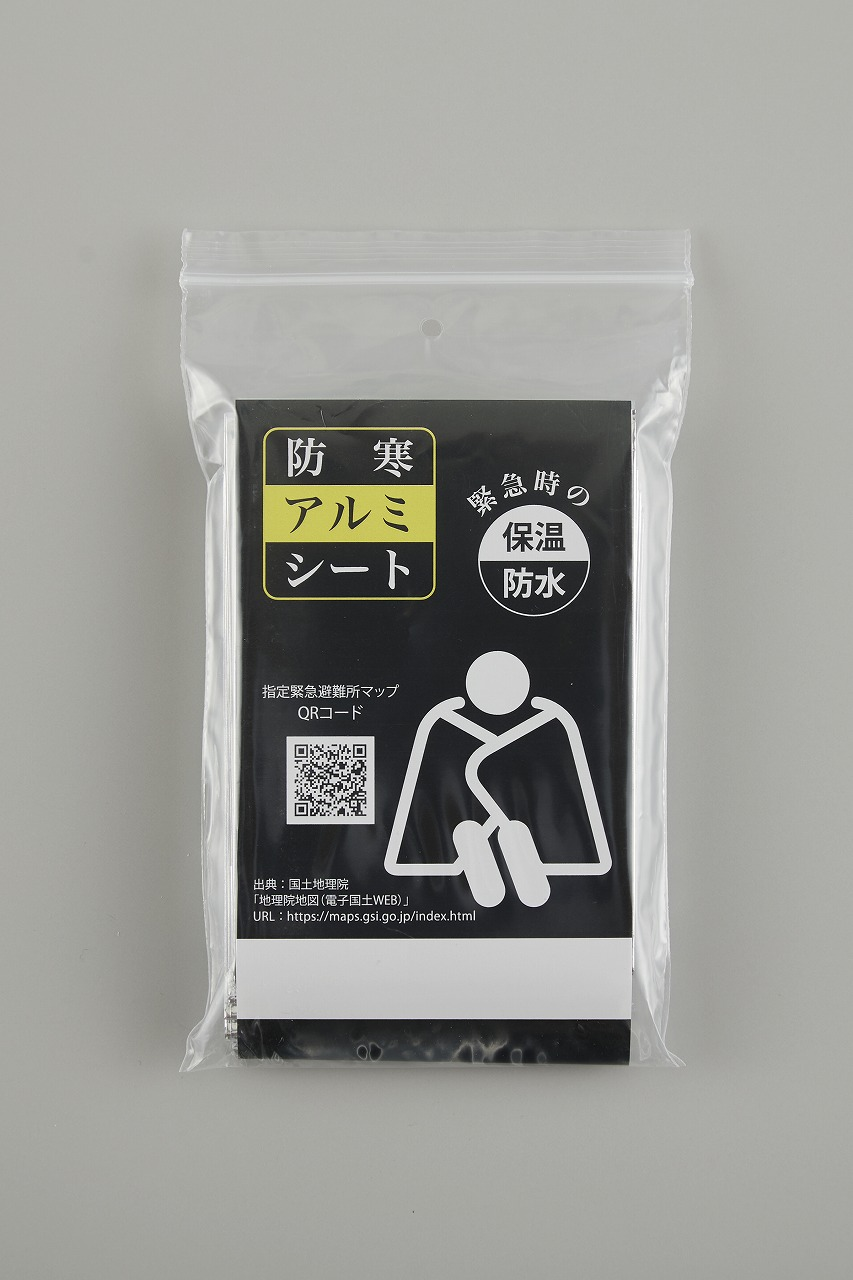 防寒
アルミ
シート
緊急時の
保温
防水
指定緊急避難所マップ
QRコード
出典：国土地理院
「地理院地図（電子国土WEB）」
URL：https://maps.gsi.go.jp/index.html